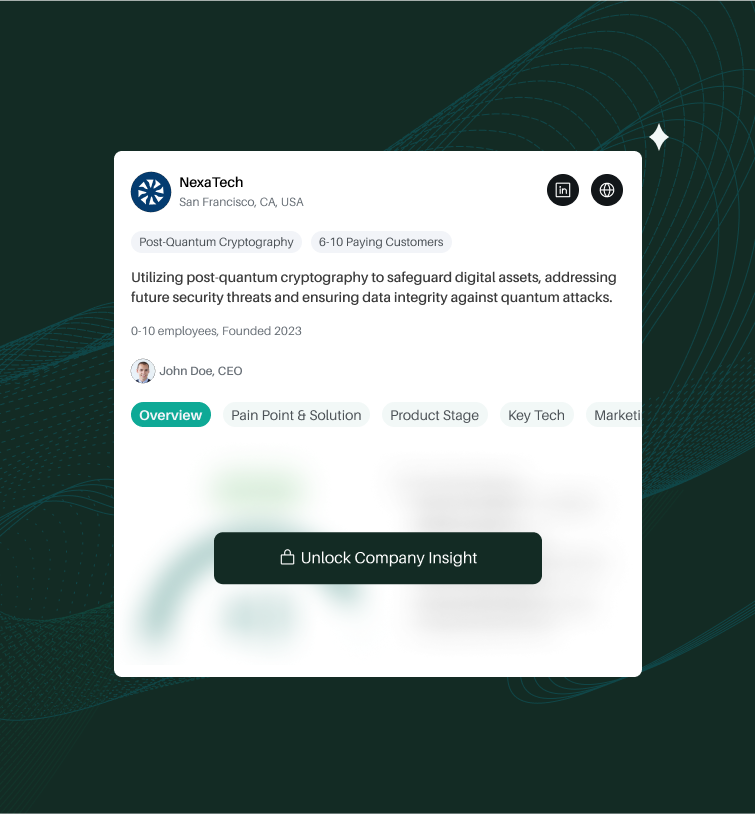 NexaTech
San Francisco, CA, USA
Post-Quantum Cryptography
6-10 Paying Customers
Utilizing post-quantum cryptography to safeguard digital assets, addressing
future security threats and ensuring data integrity against quantum attacks.
0-10 employees, Founded 2023
John Doe, CEO
Overview
Pain Point & Solution
Product Stage
Key Tech
Marketi
Unlock Company Insight